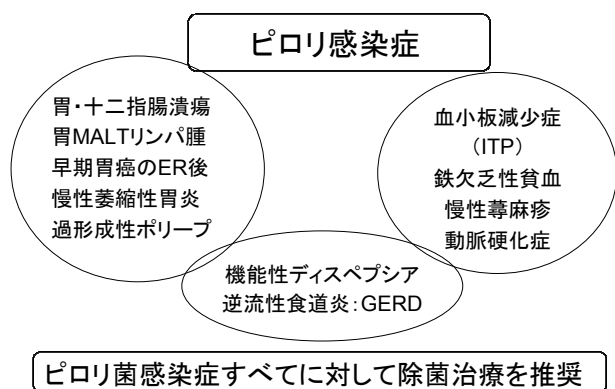 ピロリ感染症
胃・十二指腸潰瘍
胃MALTリンパ腫
早期胃癌のER後
慢性萎縮性胃炎
過形成性ポリープ
血小板減少症
（ITP）
鉄欠乏性貧血
慢性蕁麻疹
動脈硬化症
機能性ディスペプシア
逆流性食道炎：GERD
ピロリ菌感染症すべてに対して除菌治療を推奨